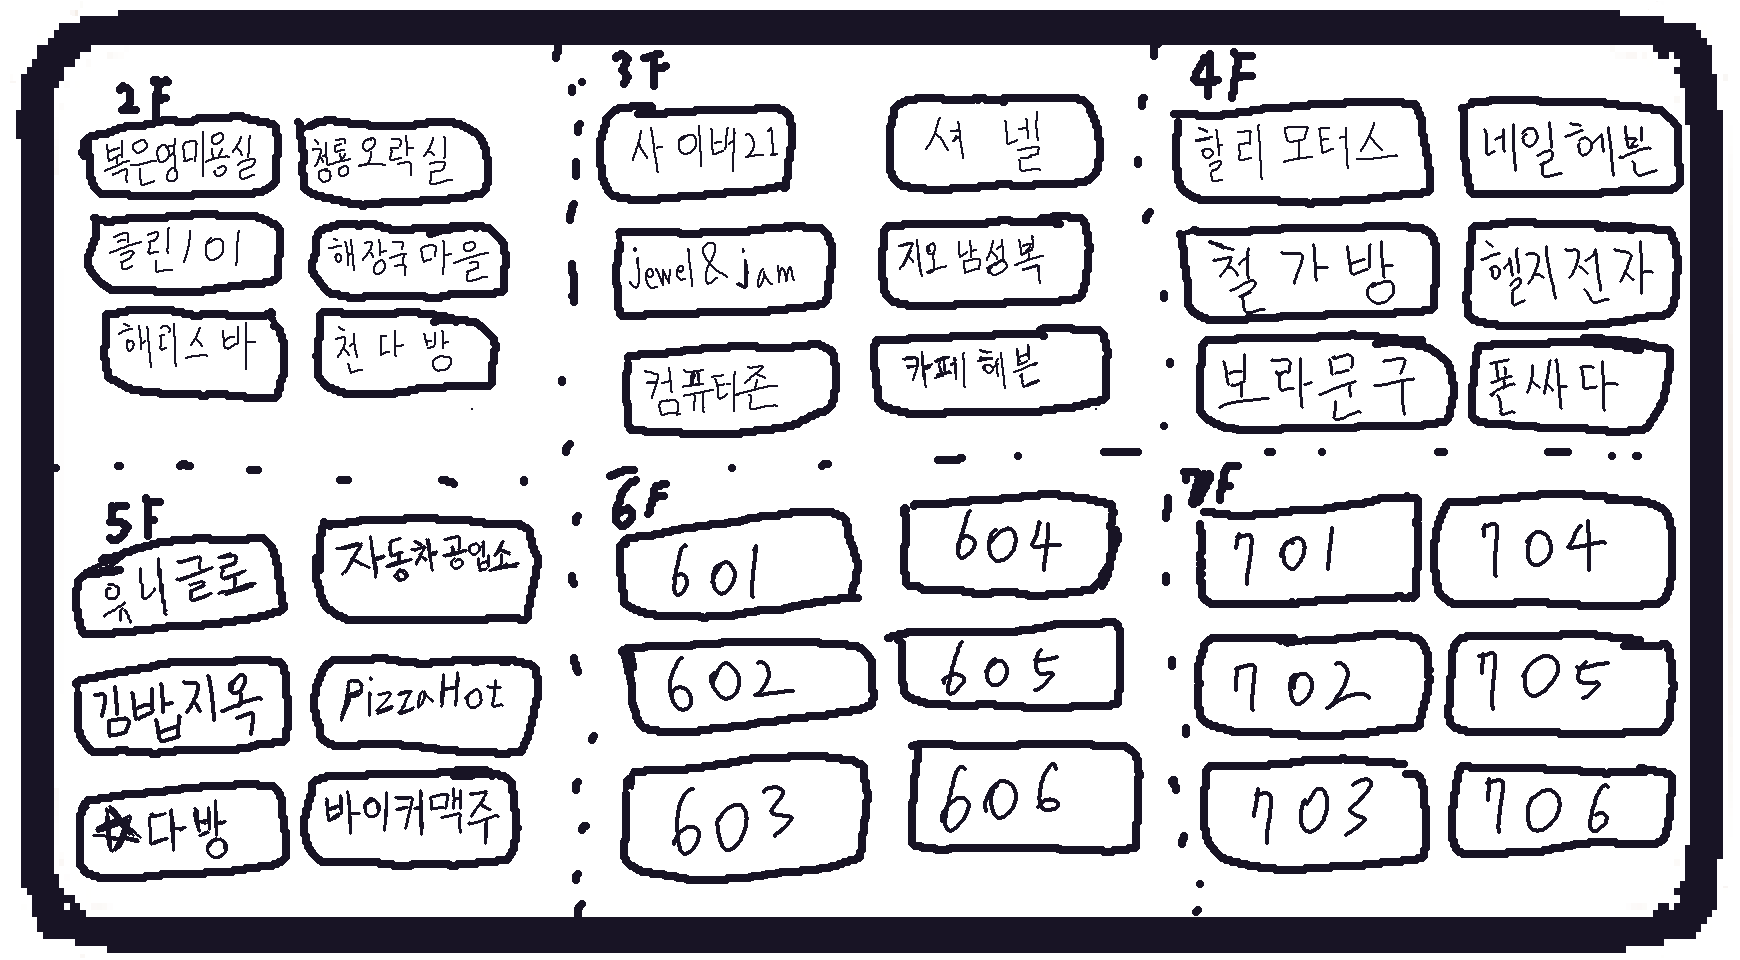 2F
복은영미용실 청룡오락실
클린101 해장국마을
해리스바 천다방
3F
사이버21 셔넬
jewel&jam 지오남성복
컴퓨터존 카페헤븐
4F
할리모터스 네일헤븐
철가방 헬지전자
보라문구 폰싸다
5F
유니글로 자동차공업소
김밥지옥 PizzaHot
★다방 바이커맥주
6F
601 604
602 605
603 606
7F
701 704
702 705
703 706